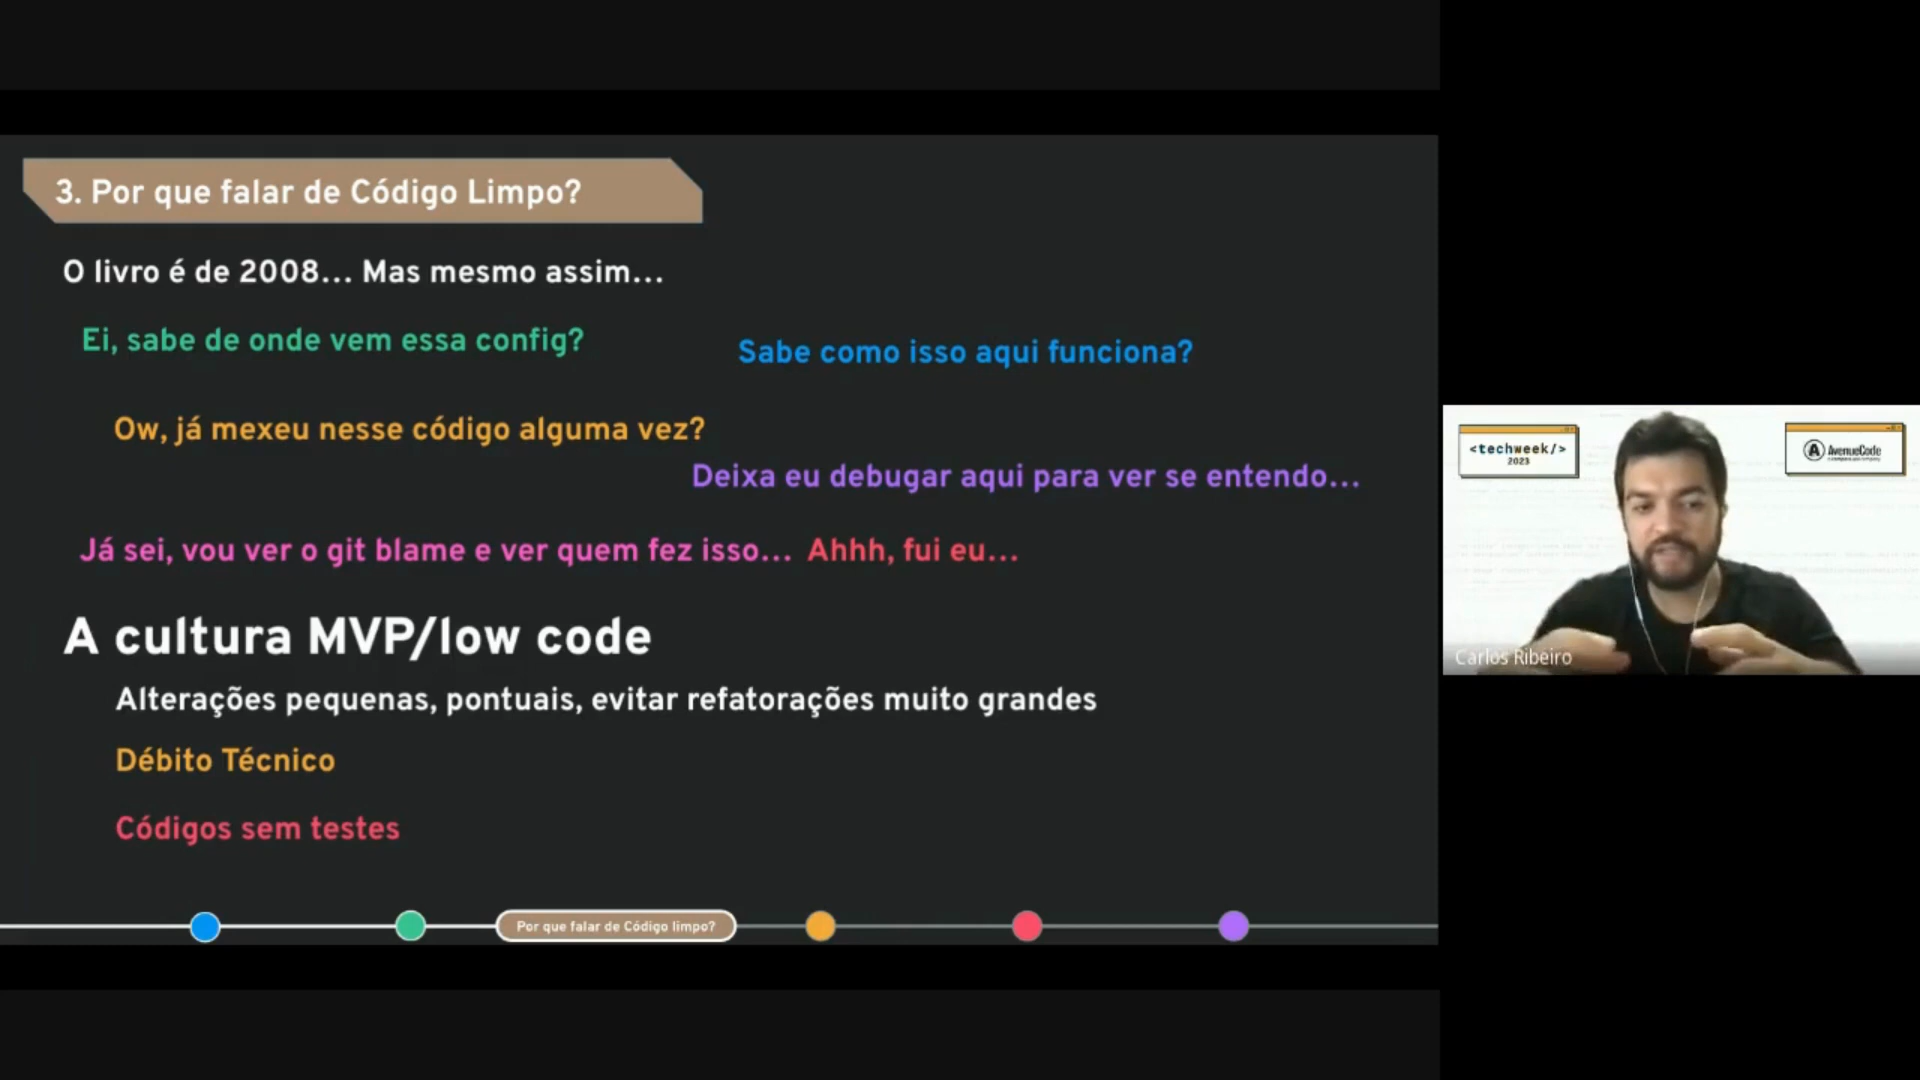 3. Por que falar de Código Limpo?
O livro é de 2008... Mas mesmo assim...
Ei, sabe de onde vem essa config?
Sabe como isso aqui funciona?
Ow, já mexeu nesse código alguma vez?
Deixa eu debugar aqui para ver se entendo...
Já sei, vou ver o git blame e ver quem fez isso... Ahhh, fui eu...
A cultura MVP/low code
Alterações pequenas, pontuais, evitar refatorações muito grandes
Débito Técnico
Códigos sem testes
Por que falar de Código limpo?
<techweek/>
2023
AvenueCode
Carlos Ribeiro